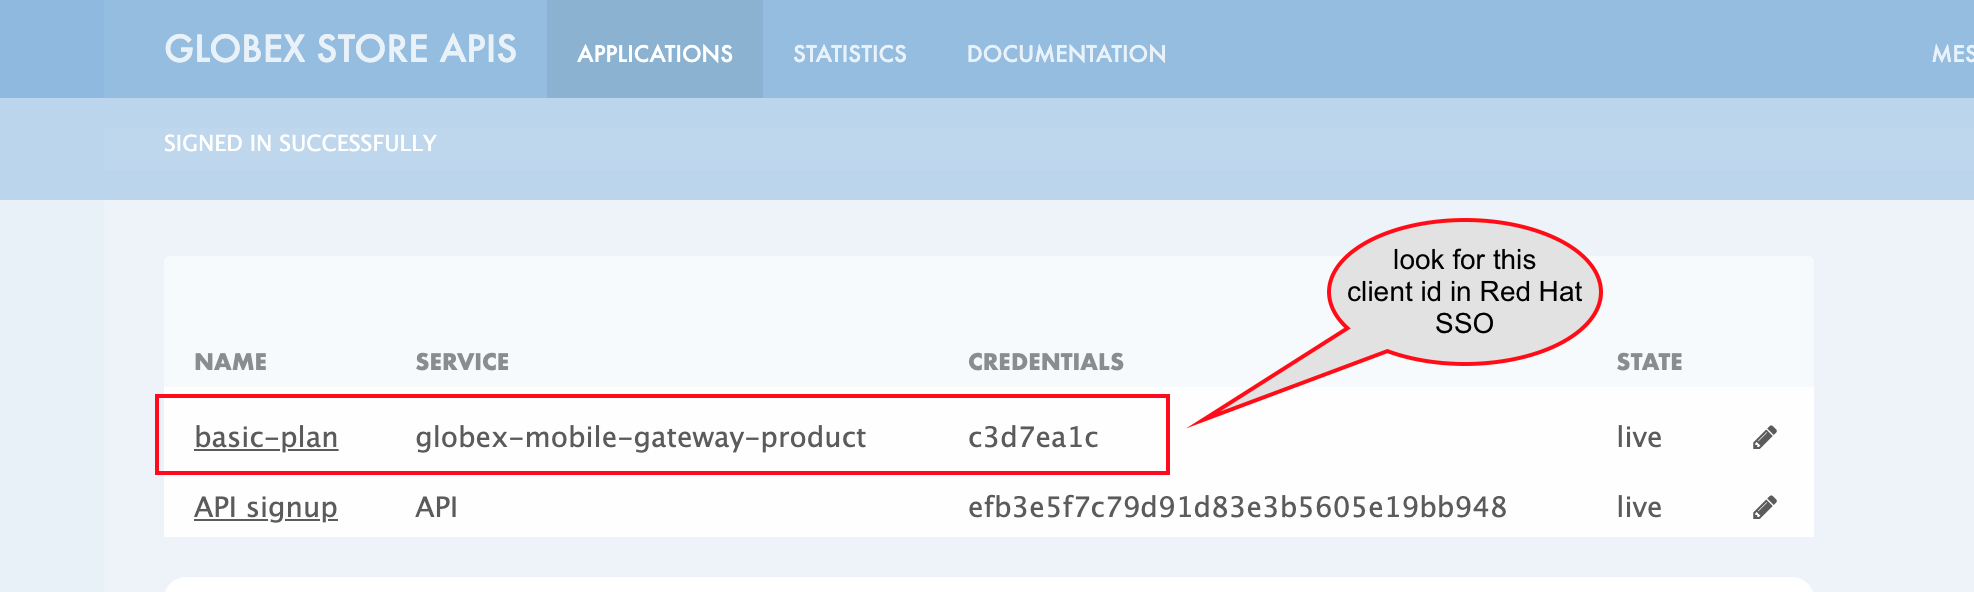 GLOBEX STORE APIS APPLICATIONS STATISTICS DOCUMENTATION
SIGNED IN SUCCESSFULLY
look for this
client id in Red Hat
SSO
NAME SERVICE CREDENTIALS STATE
basic-plan globex-mobile-gateway-product c3d7ea1c live
API signup API efb3e5f7c79d91d83e3b5605e19bb948 live